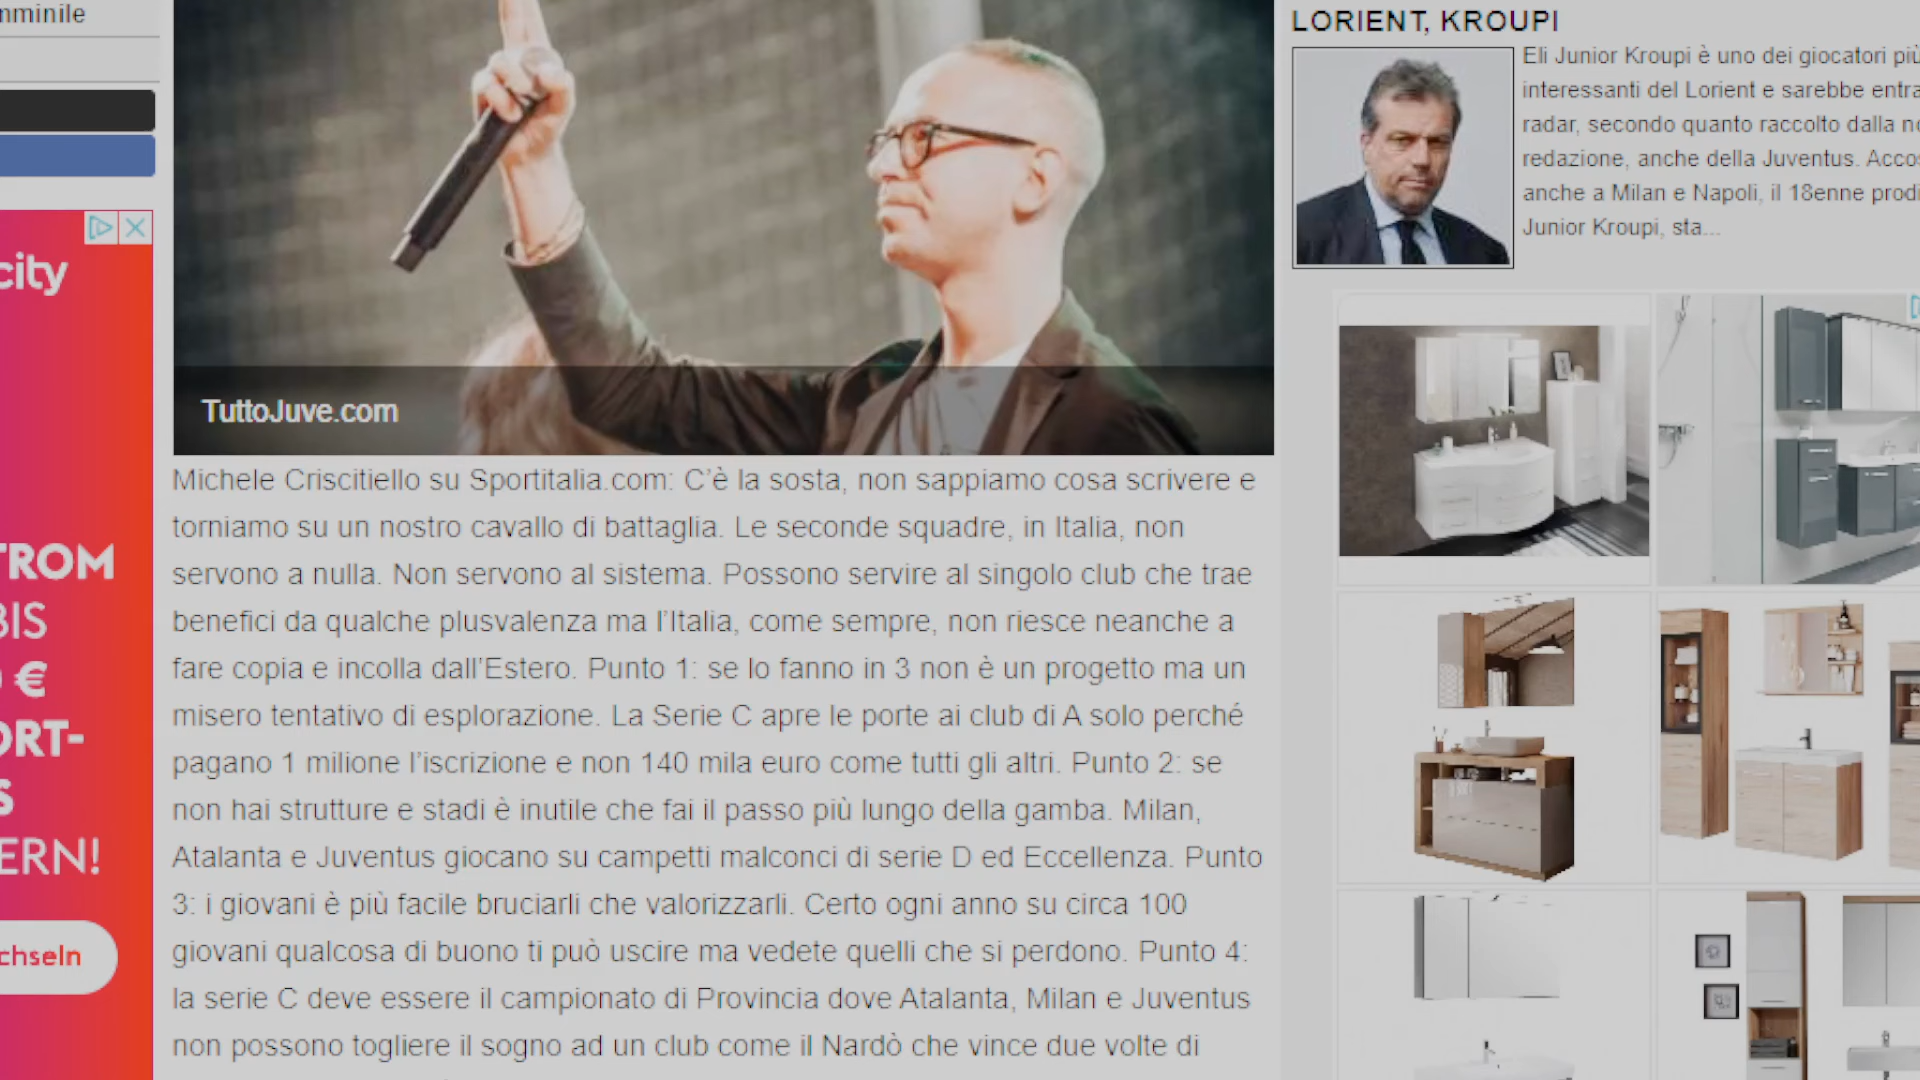 mminile
city
TROM
BIS
€
ORT-
S
ERN!
chseln
TuttoJuve.com
Michele Criscitiello su Sportitalia.com: C'è la sosta, non sappiamo cosa scrivere e
torniamo su un nostro cavallo di battaglia. Le seconde squadre, in Italia, non
servono a nulla. Non servono al sistema. Possono servire al singolo club che trae
benefici da qualche plusvalenza ma l'Italia, come sempre, non riesce neanche a
fare copia e incolla dall'Estero. Punto 1: se lo fanno in 3 non è un progetto ma un
misero tentativo di esplorazione. La Serie C apre le porte ai club di A solo perché
pagano 1 milione l'iscrizione e non 140 mila euro come tutti gli altri. Punto 2: se
non hai strutture e stadi è inutile che fai il passo più lungo della gamba. Milan,
Atalanta e Juventus giocano su campetti malconci di serie D ed Eccellenza. Punto
3: i giovani è più facile bruciarli che valorizzarli. Certo ogni anno su circa 100
giovani qualcosa di buono ti può uscire ma vedete quelli che si perdono. Punto 4:
la serie C deve essere il campionato di Provincia dove Atalanta, Milan e Juventus
non possono togliere il sogno ad un club come il Nardò che vince due volte di
LORIENT, KROUPI
Eli Junior Kroupi è uno dei giocatori più
interessanti del Lorient e sarebbe entra
radar, secondo quanto raccolto dalla no
redazione, anche della Juventus. Accos
anche a Milan e Napoli, il 18enne prodi
Junior Kroupi, sta...